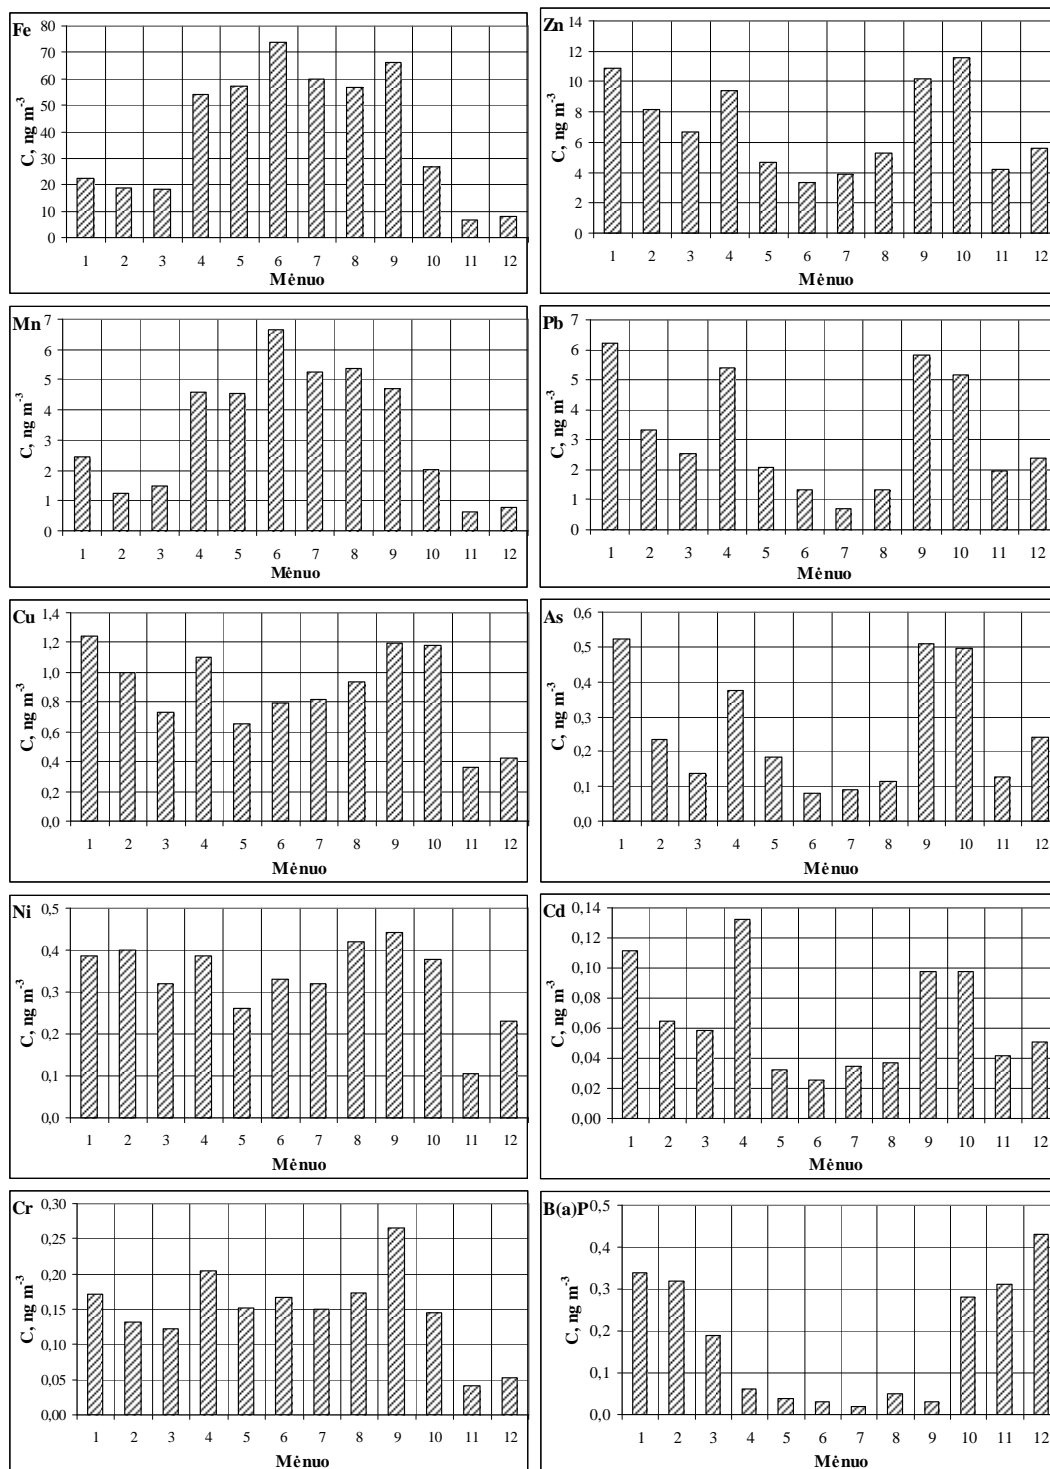 Fe
C, ng m-3
80
70
60
50
40
30
20
10
0
1 2 3 4 5 6 7 8 9 10 11 12
Mėnuo
Zn
C, ng m-3
14
12
10
8
6
4
2
0
1 2 3 4 5 6 7 8 9 10 11 12
Mėnuo
Mn
C, ng m-3
7
6
5
4
3
2
1
0
1 2 3 4 5 6 7 8 9 10 11 12
Mėnuo
Pb
C, ng m-3
7
6
5
4
3
2
1
0
1 2 3 4 5 6 7 8 9 10 11 12
Mėnuo
Cu
C, ng m-3
1,4
1,2
1,0
0,8
0,6
0,4
0,2
0,0
1 2 3 4 5 6 7 8 9 10 11 12
Mėnuo
As
C, ng m-3
0,6
0,5
0,4
0,3
0,2
0,1
0,0
1 2 3 4 5 6 7 8 9 10 11 12
Mėnuo
Ni
C, ng m-3
0,5
0,4
0,3
0,2
0,1
0,0
1 2 3 4 5 6 7 8 9 10 11 12
Mėnuo
Cd
C, ng m-3
0,14
0,12
0,10
0,08
0,06
0,04
0,02
0,00
1 2 3 4 5 6 7 8 9 10 11 12
Mėnuo
Cr
C, ng m-3
0,30
0,25
0,20
0,15
0,10
0,05
0,00
1 2 3 4 5 6 7 8 9 10 11 12
Mėnuo
B(a)P
C, ng m-3
0,5
0,4
0,3
0,2
0,1
0,0
1 2 3 4 5 6 7 8 9 10 11 12
Mėnuo